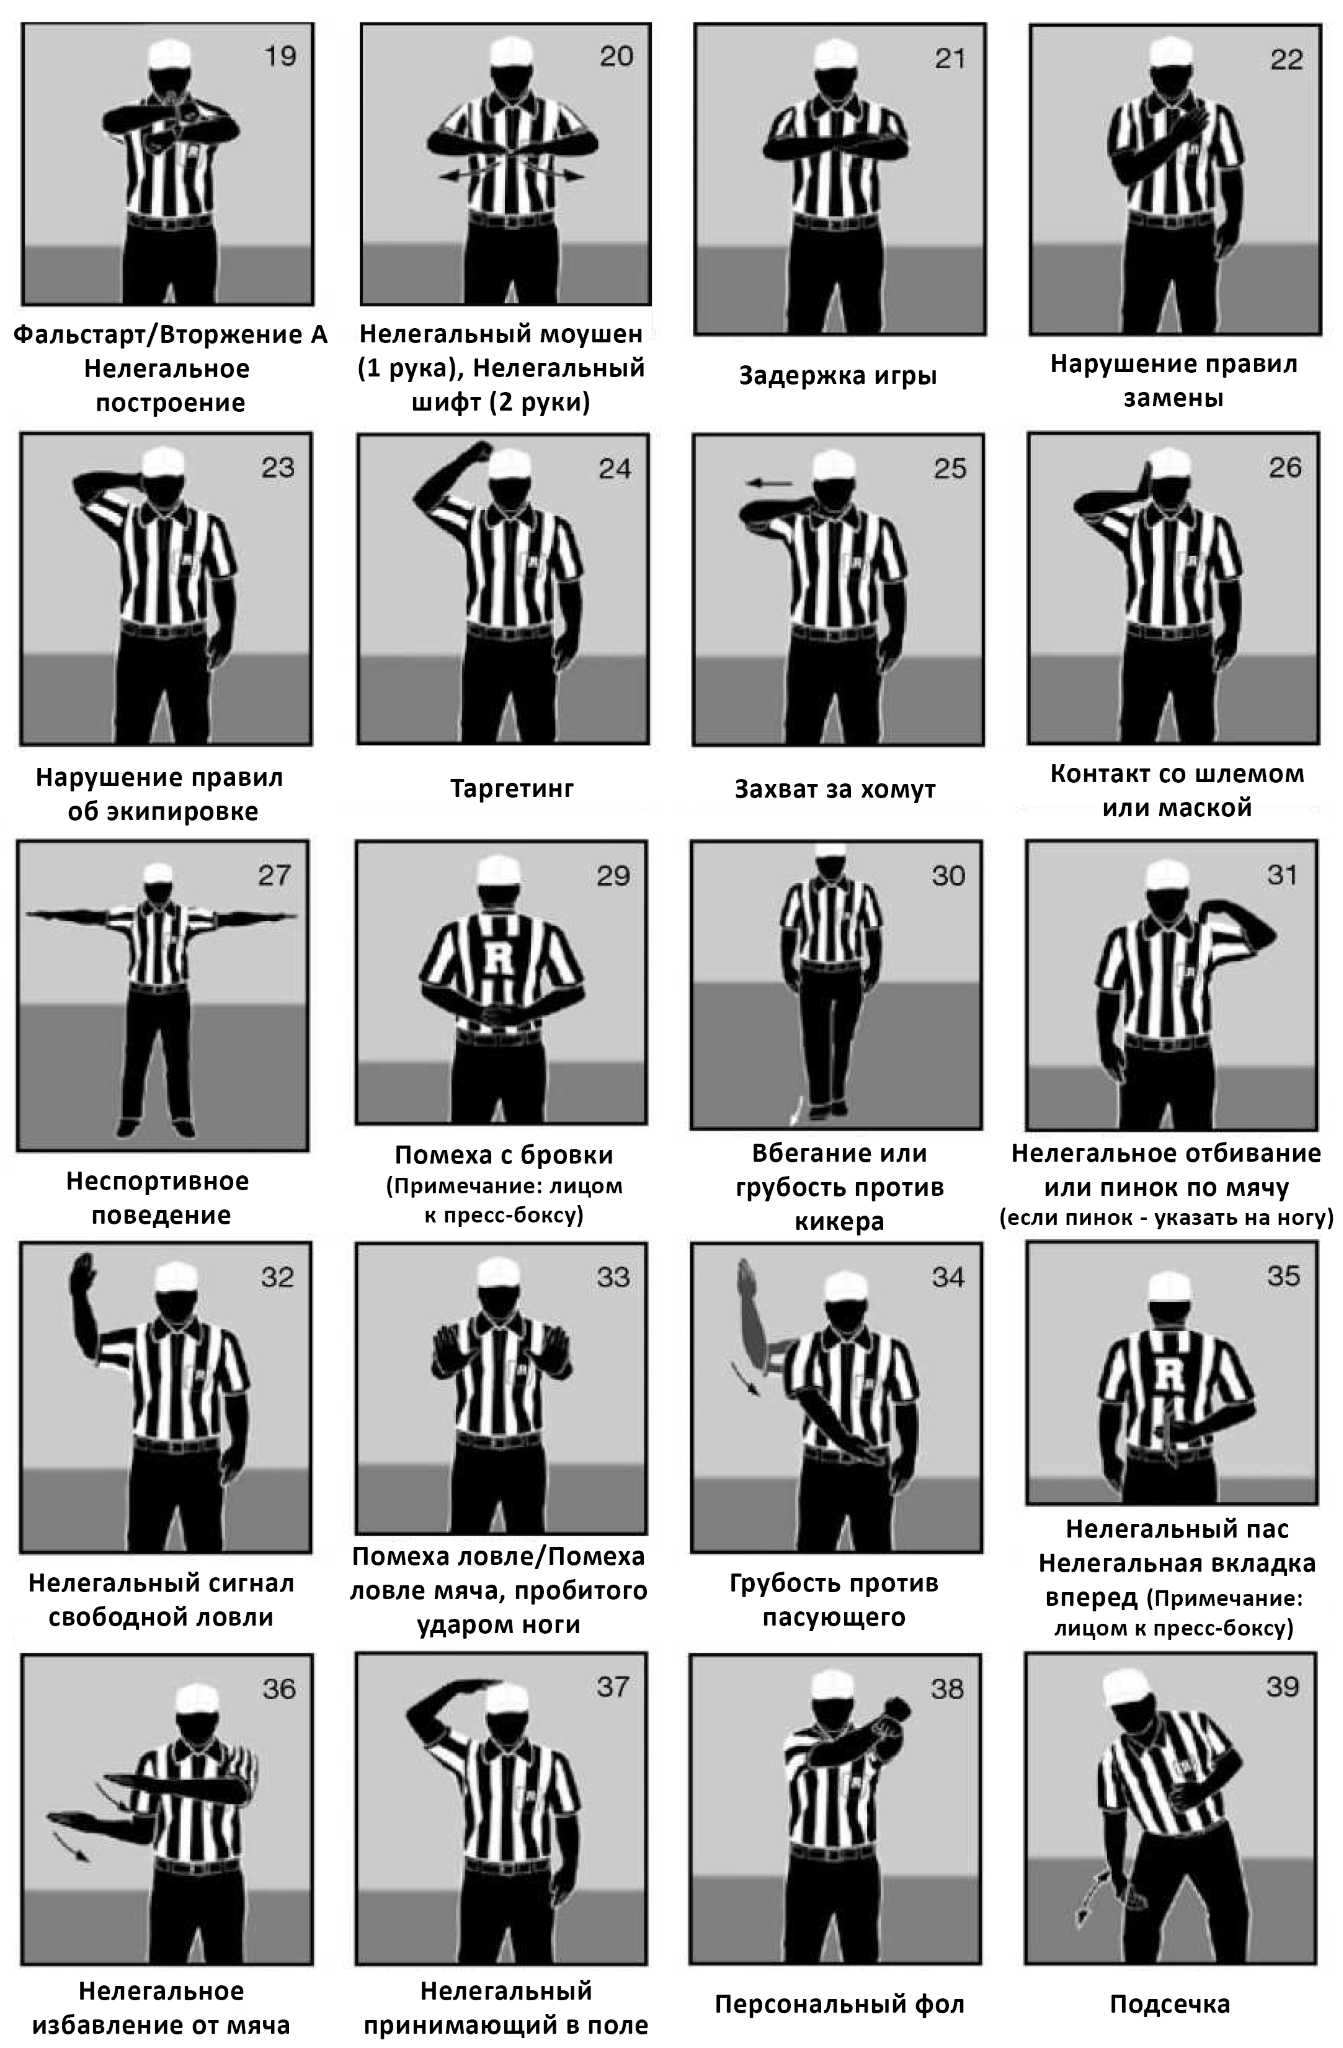 19
20
21
22
Фальстарт/Вторжение А
Нелегальное
построение
Нелегальный моушен
(1 рука), Нелегальный
шифт (2 руки)
Задержка игры
Нарушение правил
замены
23
24
25
26
R
R
R
R
Нарушение правил
об экипировке
Таргетинг
Захват за хомут
Контакт со шлемом
или маской
27
29
30
31
R
Неспортивное
поведение
Помеха с бровки
(Примечание: лицом
к пресс-боксу)
Вбегание или
грубость против
кикера
Нелегальное отбивание
или пинок по мячу
(если пинок - указать на ногу)
32
33
34
35
R
Нелегальный сигнал
свободной ловли
Помеха ловле/Помеха
ловле мяча, пробитого
ударом ноги
Грубость против
пасующего
Нелегальный пас
Нелегальная вкладка
вперед (Примечание:
лицом к пресс-боксу)
36
37
38
39
Нелегальное
избавление от мяча
Нелегальный
принимающий в поле
Персональный фол
Подсечка